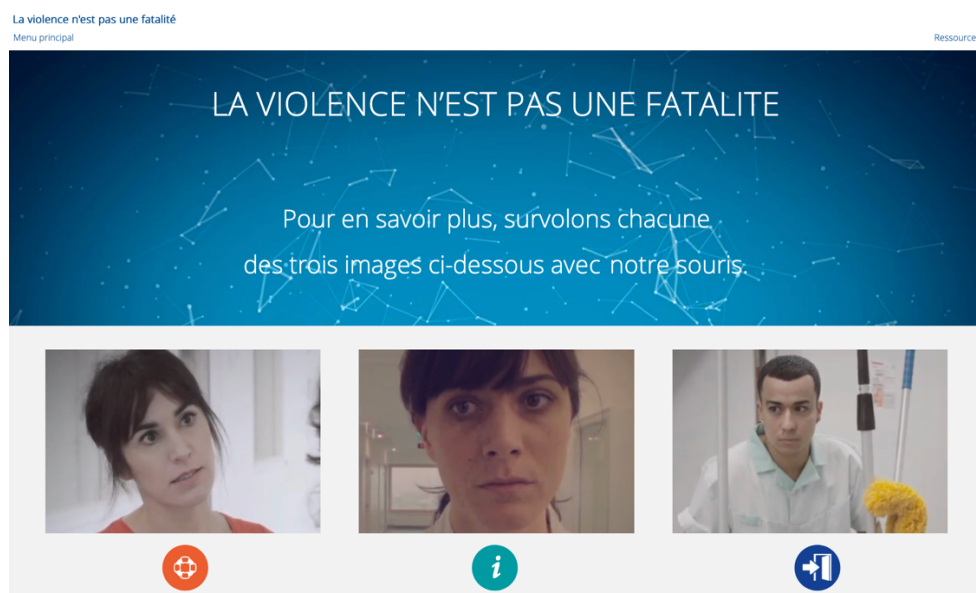 La violence n'est pas une fatalité
Menu principal
Ressource
LA VIOLENCE N'EST PAS UNE FATALITE
Pour en savoir plus, survolons chacune
des trois images ci-dessous avec notre souris.
i